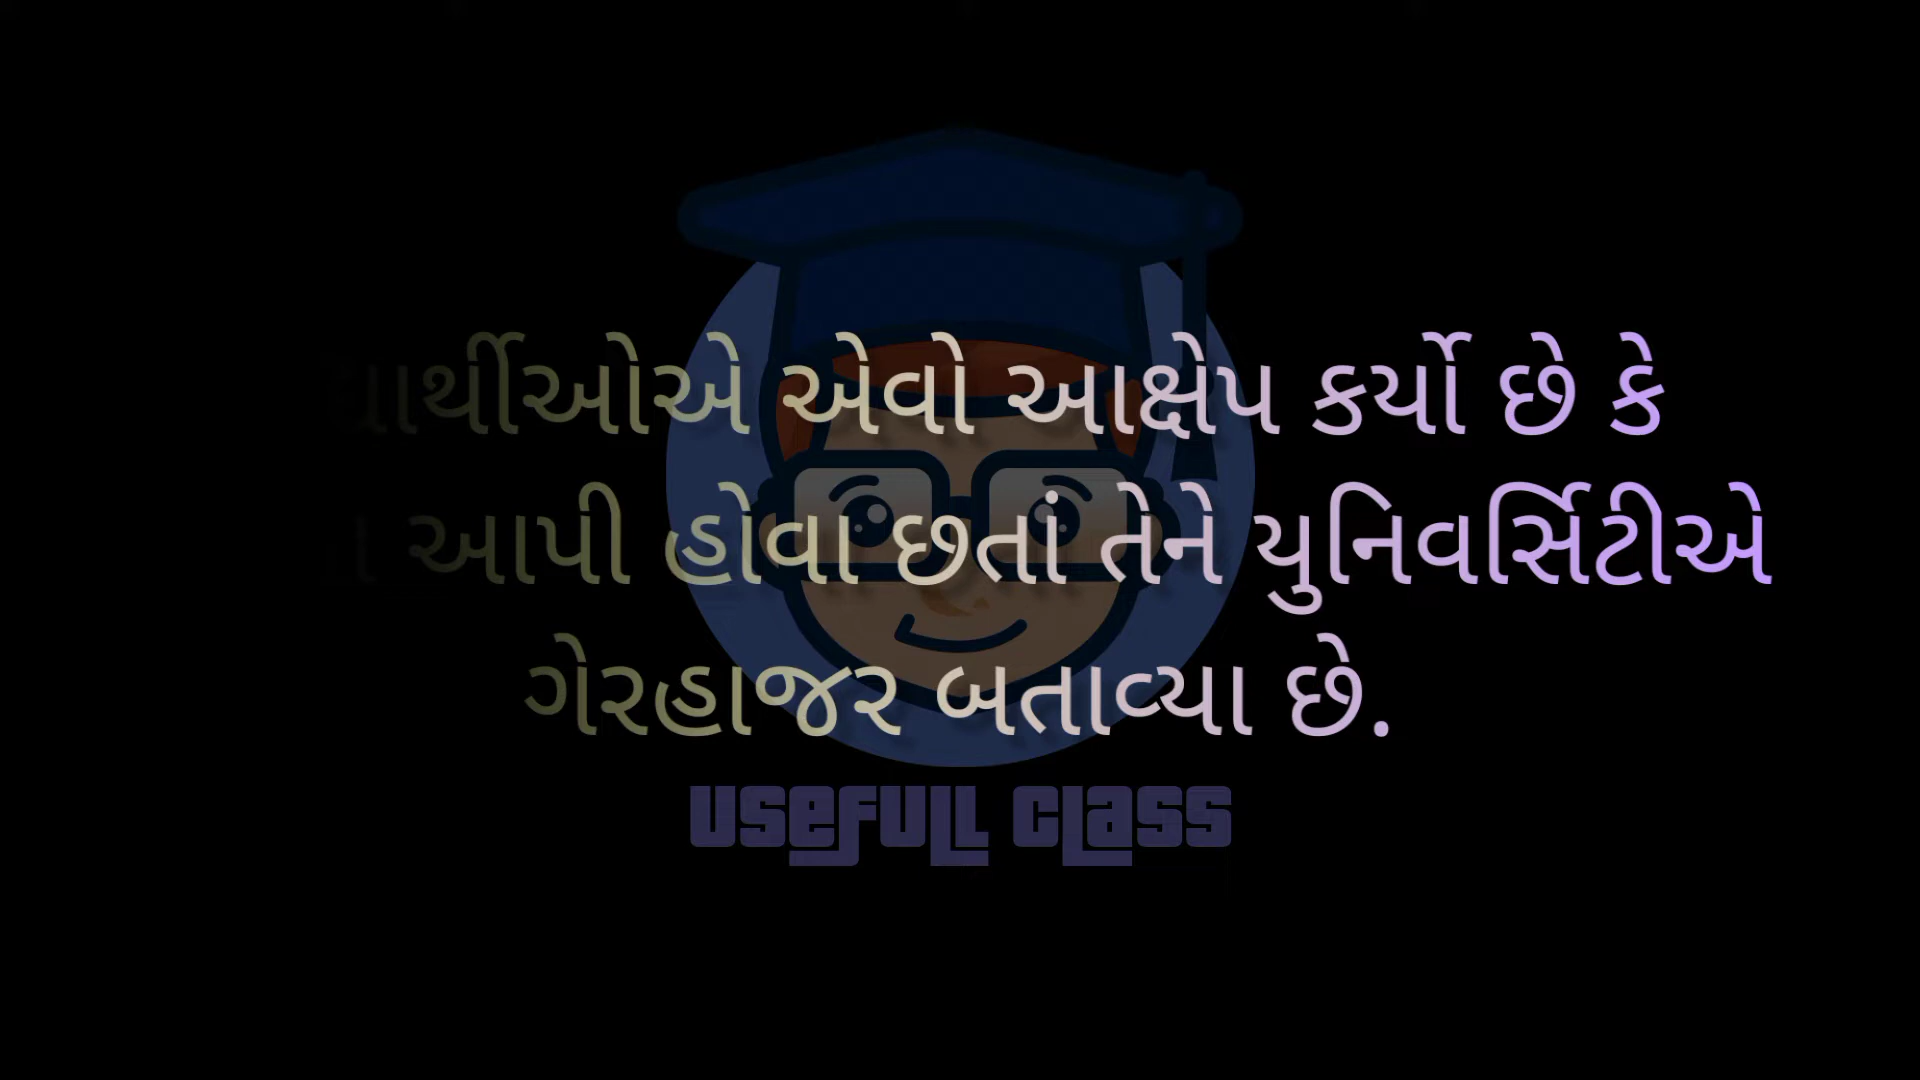 એવો આક્ષેપ કર્યો છે કે
આપી હોવા છતાં તેને યુનિવર્સિટીએ
ગેરહાજર બતાવ્યા છે.
USEFULL CLASS